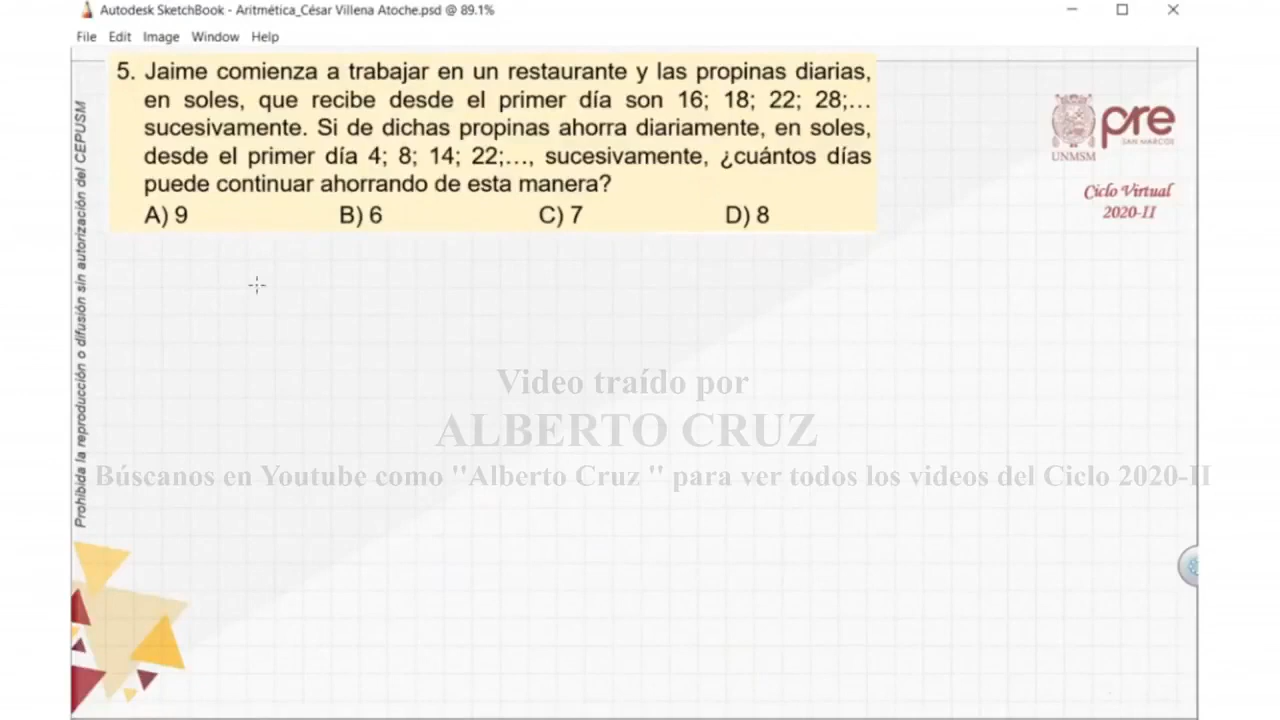 Autodesk SketchBook - Aritmética_César Villena Atoche.psd @ 89.1%
File Edit Image Window Help
5. Jaime comienza a trabajar en un restaurante y las propinas diarias,
en soles, que recibe desde el primer día son 16; 18; 22; 28;…
sucesivamente. Si de dichas propinas ahorra diariamente, en soles,
desde el primer día 4; 8; 14; 22;…, sucesivamente, ¿cuántos días
puede continuar ahorrando de esta manera?
A) 9 B) 6 C) 7 D) 8
pre
SAN MARCOS
UNMSM
Ciclo Virtual
2020-II
Prohibida la reproducción o difusión sin autorización del CEPUSM
Video traído por
ALBERTO CRUZ
Búscanos en Youtube como "Alberto Cruz " para ver todos los videos del Ciclo 2020-II